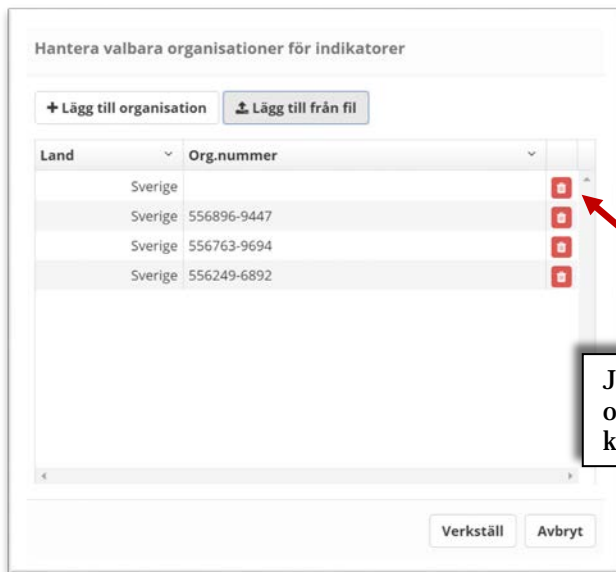 Hantera valbara organisationer för indikatorer
+ Lägg till organisation Lägg till från fil
Land Org.nummer
Sverige
Sverige 556896-9447
Sverige 556763-9694
Sverige 556249-6892
Verkställ Avbryt